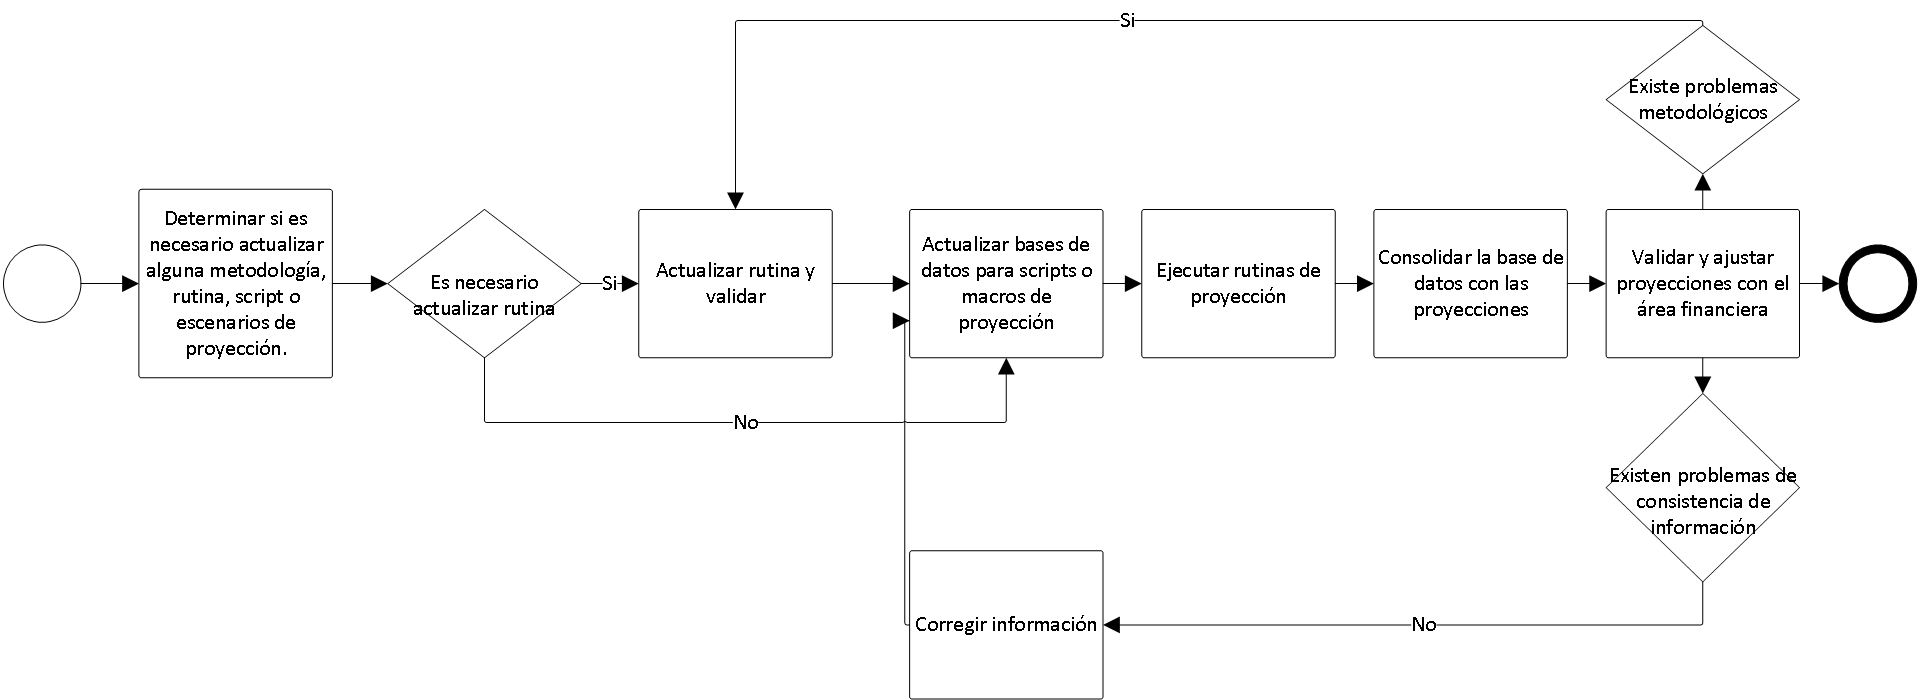 Si
Existe problemas
metodológicos
Determinar si es
necesario actualizar
alguna metodología,
rutina, script o
escenarios de
proyección.
Es necesario
actualizar rutina
Si
Actualizar rutina y
validar
Actualizar bases de
datos para scripts o
macros de
proyección
Ejecutar rutinas de
proyección
Consolidar la base de
datos con las
proyecciones
Validar y ajustar
proyecciones con el
área financiera
No
Existen problemas de
consistencia de
información
Corregir información
No